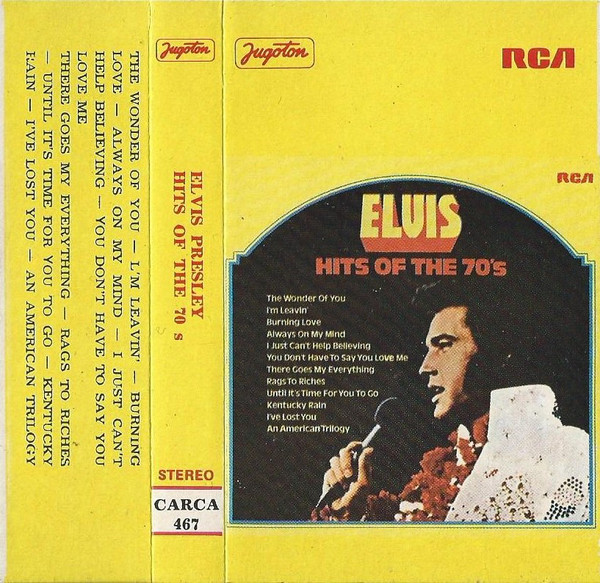 THE WONDER OF YOU — L'M LEAVIN' — BURNING
LOVE — ALWAYS ON MY MIND — I JUST CAN'T
HELP BELIEVING — YOU DON'T HAVE TO SAY YOU
LOVE ME
THERE GOES MY EVERYTHING — RAGS TO RICHES
— UNTIL IT'S TIME FOR YOU TO GO — KENTUCKY
RAIN — I'VE LOST YOU — AN AMERICAN TRILOGY
Jugoton
ELVIS PRESLEY
HITS OF THE 70 s
STEREO
CARCA
467
Jugoton
RCA
RCA
ELVIS
HITS OF THE 70's
The Wonder Of You
I'm Leavin'
Burning Love
Always On My Mind
I Just Can't Help Believing
You Don't Have To Say You Love Me
There Goes My Everything
Rags To Riches
Until It's Time For You To Go
Kentucky Rain
I've Lost You
An American Trilogy